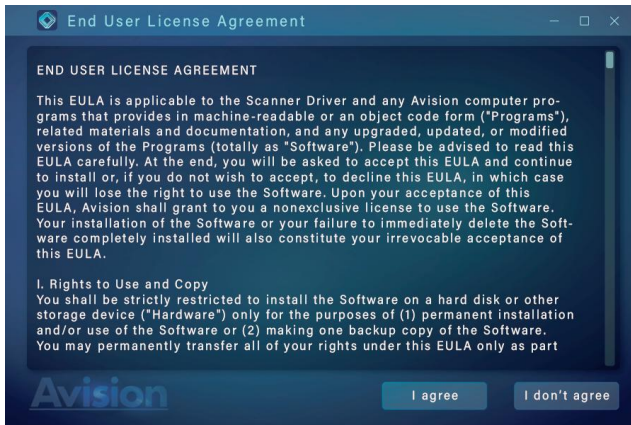 End User License Agreement
END USER LICENSE AGREEMENT
This EULA is applicable to the Scanner Driver and any Avision computer pro-
grams that provides in machine-readable or an object code form ("Programs"),
related materials and documentation, and any upgraded, updated, or modified
versions of the Programs (totally as "Software"). Please be advised to read this
EULA carefully. At the end, you will be asked to accept this EULA and continue
to install or, if you do not wish to accept, to decline this EULA, in which case
you will lose the right to use the Software. Upon your acceptance of this
EULA, Avision shall grant to you a nonexclusive license to use the Software.
Your installation of the Software or your failure to immediately delete the Soft-
ware completely installed will also constitute your irrevocable acceptance of
this EULA.
I. Rights to Use and Copy
You shall be strictly restricted to install the Software on a hard disk or other
storage device ("Hardware") only for the purposes of (1) permanent installation
and/or use of the Software or (2) making one backup copy of the Software.
You may permanently transfer all of your rights under this EULA only as part
Avision
I agree
I don't agree